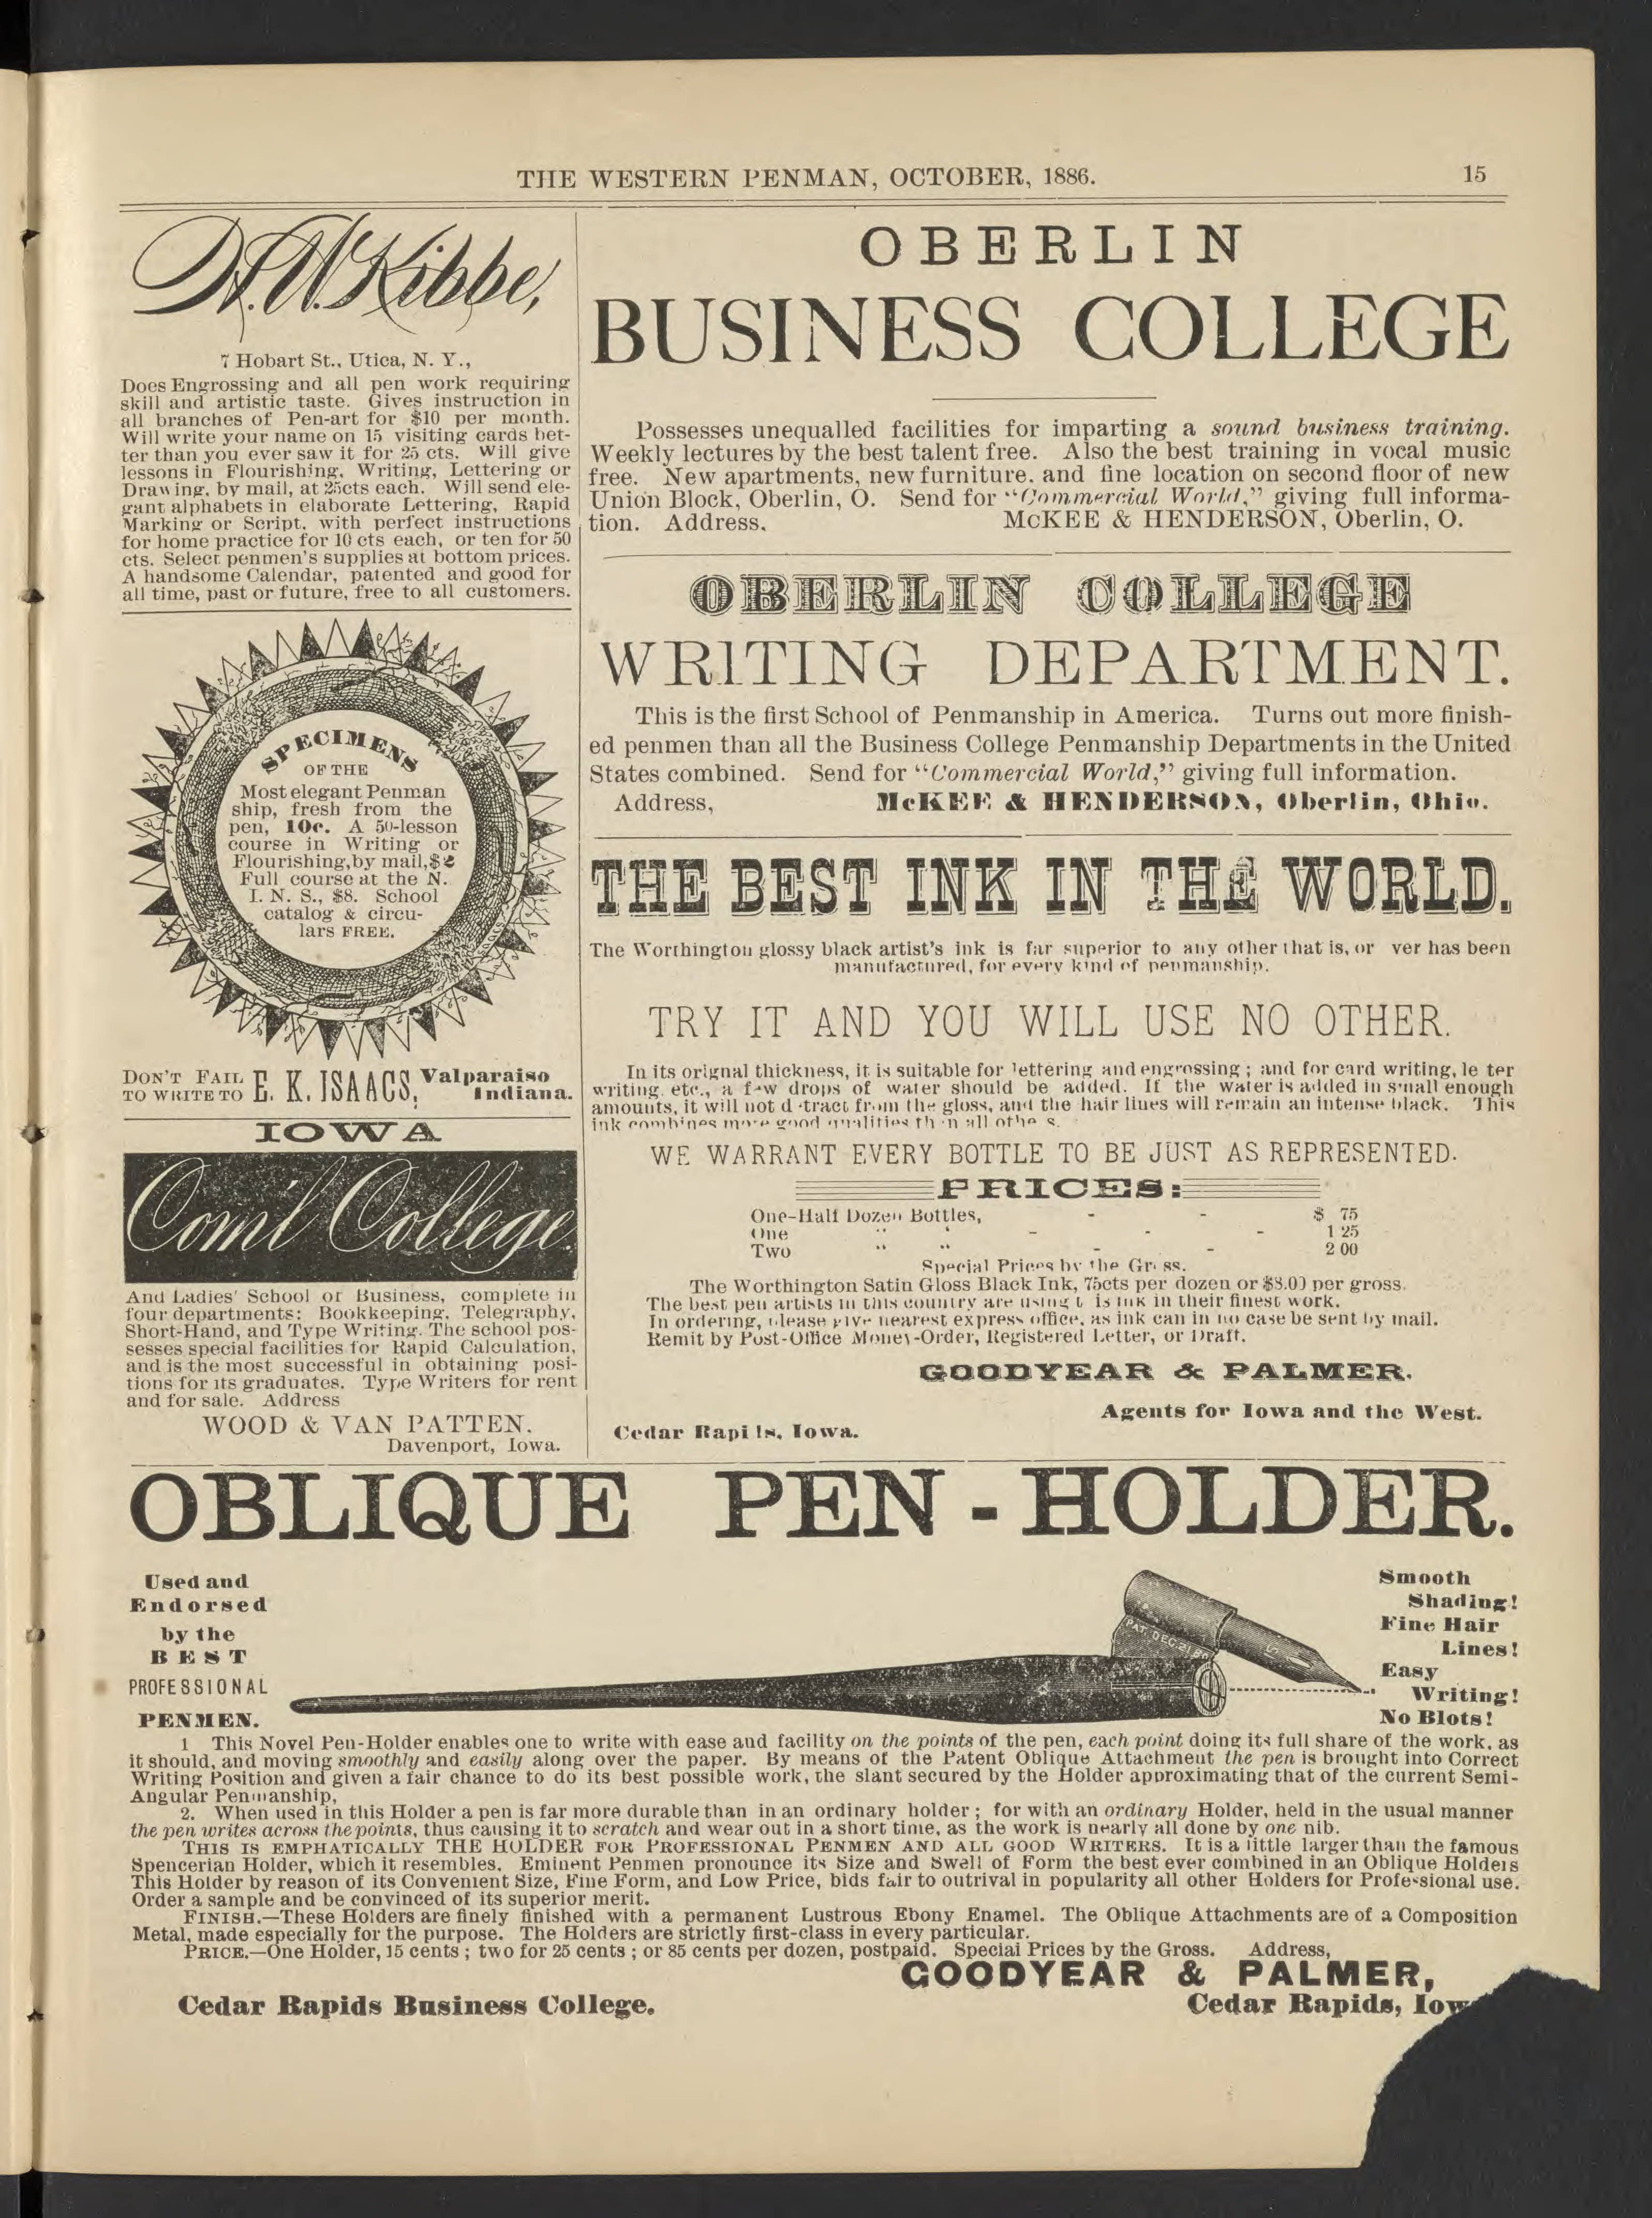 THE WESTERN PENMAN, OCTOBER, 1886.
15
H. W. Kibbe,
7 Hobart St., Utica, N. Y.,
Does Engrossing and all pen work requiring
skill and artistic taste. Gives instruction in
all branches of Pen-art for $10 per month.
Will write your name on 15 visiting cards bet-
ter than you ever saw it for 25 cts. Will give
lessons in Flourishing, Writing, Lettering or
Drawing, by mail, at 25cts each. Will send ele-
gant alphabets in elaborate Lettering, Rapid
Marking or Script, with perfect instructions
for home practice for 10 cts each, or ten for 50
cts. Select penmen's supplies at bottom prices.
A handsome Calendar, patented and good for
all time, past or future, free to all customers.
SPECIMENS
OF THE
Most elegant Penman
ship, fresh from the
pen, 10c. A 50-lesson
course in Writing or
Flourishing, by mail, $2
Full course at the N.
I. N. S., $8. School
catalog & circu-
lars FREE.
DON'T FAIL
TO WRITE TO
E. K. ISAACS,
Valparaiso
Indiana.
IOWA
Com'l College
And Ladies' School of Business, complete in
four departments: Bookkeeping, Telegraphy,
Short-Hand, and Type Writing. The school pos-
sesses special facilities for Rapid Calculation,
and is the most successful in obtaining posi-
tions for its graduates. Type Writers for rent
and for sale. Address
WOOD & VAN PATTEN.
Davenport, Iowa.
OBERLIN
BUSINESS COLLEGE
Possesses unequalled facilities for imparting a sound business training.
Weekly lectures by the best talent free. Also the best training in vocal music
free. New apartments, new furniture, and fine location on second floor of new
Union Block, Oberlin, O. Send for "Commercial World," giving full informa-
tion. Address, McKEE & HENDERSON, Oberlin, O.
OBERLIN COLLEGE
WRITING DEPARTMENT.
This is the first School of Penmanship in America. Turns out more finish-
ed penmen than all the Business College Penmanship Departments in the United
States combined. Send for "Commercial World," giving full information.
Address, McKEE & HENDERSON, Oberlin, Ohio.
THE BEST INK IN THE WORLD.
The Worthington glossy black artist's ink is far superior to any other that is, or ver has been
manufactured, for every kind of penmanship.
TRY IT AND YOU WILL USE NO OTHER.
In its orignal thickness, it is suitable for lettering and engrossing; and for card writing, le ter
writing, etc., a few drops of water should be added. If the water is added in small enough
amounts, it will not d tract from the gloss, and the hair lines will remain an intense black. This
ink combines more good qualities th n all othe s.
WE WARRANT EVERY BOTTLE TO BE JUST AS REPRESENTED.
PRICES:
One-Half Dozen Bottles, - - $ 75
One " " - - - 1 25
Two " " - - 2 00
Special Prices by the Gross.
The Worthington Satin Gloss Black Ink, 75cts per dozen or $8.00 per gross.
The best pen artists in this country are using t is ink in their finest work.
In ordering, please give nearest express office, as ink can in no case be sent by mail.
Remit by Post-Office Money-Order, Registered Letter, or Draft.
GOODYEAR & PALMER.
Agents for Iowa and the West.
Cedar Rapids, Iowa.
OBLIQUE PEN-HOLDER.
Used and
Endorsed
by the
BEST
PROFESSIONAL
PENMEN.
PAT. DEC. 21
Smooth
Shading!
Fine Hair
Lines!
Easy
Writing!
No Blots!
1 This Novel Pen-Holder enables one to write with ease and facility on the points of the pen, each point doing its full share of the work, as
it should, and moving smoothly and easily along over the paper. By means of the Patent Oblique Attachment the pen is brought into Correct
Writing Position and given a fair chance to do its best possible work, the slant secured by the Holder approximating that of the current Semi-
Angular Penmanship,
2. When used in this Holder a pen is far more durable than in an ordinary holder; for with an ordinary Holder, held in the usual manner
the pen writes across the points, thus causing it to scratch and wear out in a short time, as the work is nearly all done by one nib.
THIS IS EMPHATICALLY THE HOLDER FOR PROFESSIONAL PENMEN AND ALL GOOD WRITERS. It is a little larger than the famous
Spencerian Holder, which it resembles. Eminent Penmen pronounce its Size and Swell of Form the best ever combined in an Oblique Holders
This Holder by reason of its Convenient Size, Fine Form, and Low Price, bids fair to outrival in popularity all other Holders for Professional use.
Order a sample and be convinced of its superior merit.
FINISH.—These Holders are finely finished with a permanent Lustrous Ebony Enamel. The Oblique Attachments are of a Composition
Metal, made especially for the purpose. The Holders are strictly first-class in every particular.
PRICE.—One Holder, 15 cents; two for 25 cents; or 85 cents per dozen, postpaid. Special Prices by the Gross. Address,
GOODYEAR & PALMER,
Cedar Rapids Business College. Cedar Rapids, Iow